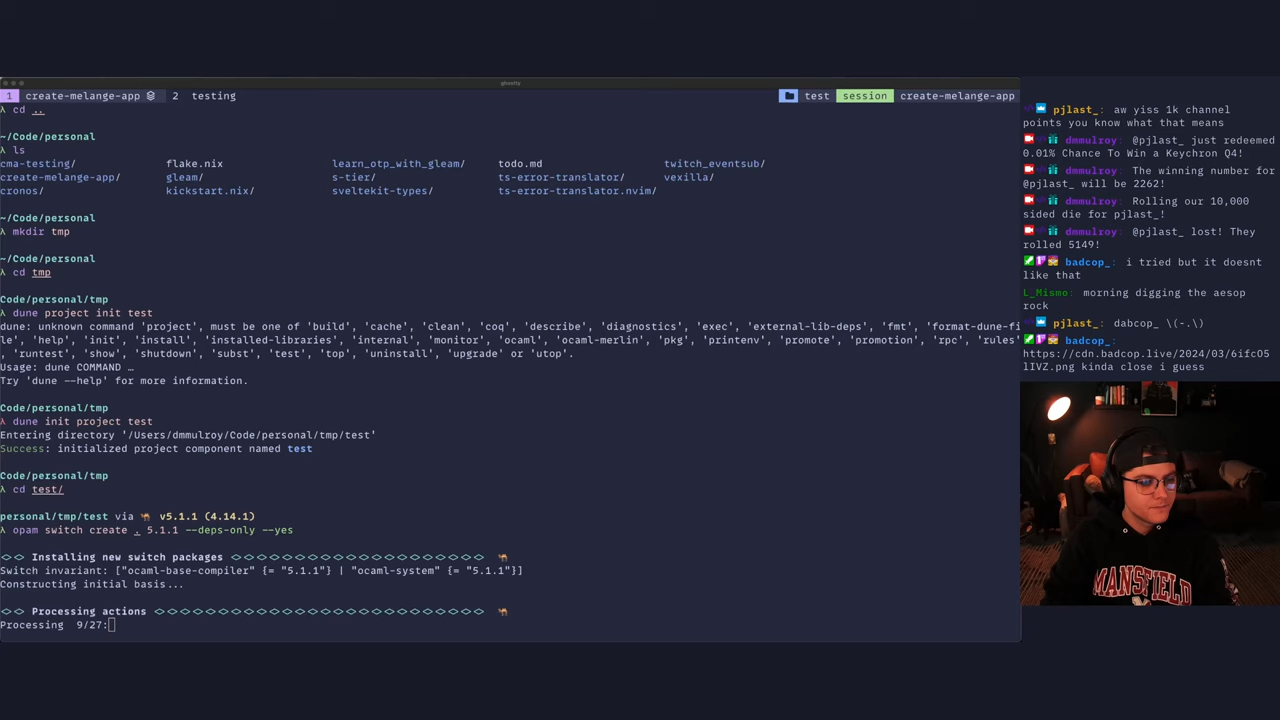 ghostty
1 create-melange-app 2 testing test session create-melange-app
λ cd ..
~/Code/personal
λ ls
cma-testing/ flake.nix learn_otp_with_gleam/ todo.md twitch_eventsub/
create-melange-app/ gleam/ s-tier/ ts-error-translator/ vexilla/
cronos/ kickstart.nix/ sveltekit-types/ ts-error-translator.nvim/
~/Code/personal
λ mkdir tmp
~/Code/personal
λ cd tmp
Code/personal/tmp
λ dune project init test
dune: unknown command 'project', must be one of 'build', 'cache', 'clean', 'coq', 'describe', 'diagnostics', 'exec', 'external-lib-deps', 'fmt', 'format-dune-fi
le', 'help', 'init', 'install', 'installed-libraries', 'internal', 'monitor', 'ocaml', 'ocaml-merlin', 'pkg', 'printenv', 'promote', 'promotion', 'rpc', 'rules'
, 'runtest', 'show', 'shutdown', 'subst', 'test', 'top', 'uninstall', 'upgrade' or 'utop'.
Usage: dune COMMAND …
Try 'dune --help' for more information.
Code/personal/tmp
λ dune init project test
Entering directory '/Users/dmmulroy/Code/personal/tmp/test'
Success: initialized project component named test
Code/personal/tmp
λ cd test/
personal/tmp/test via 🐫 v5.1.1 (4.14.1)
λ opam switch create . 5.1.1 --deps-only --yes
<><> Installing new switch packages <><><><><><><><><><><><><><><><><><><><><><> 🐫
Switch invariant: ["ocaml-base-compiler" {= "5.1.1"} | "ocaml-system" {= "5.1.1"}]
Constructing initial basis...
<><> Processing actions <><><><><><><><><><><><><><><><><><><><><><><><><><><><> 🐫
Processing 9/27:
pjlast_: aw yiss 1k channel
points you know what that means
dmmulroy: @pjlast_ just redeemed
0.01% Chance To Win a Keychron Q4!
dmmulroy: The winning number for
@pjlast_ will be 2262!
dmmulroy: Rolling our 10,000
sided die for pjlast_!
dmmulroy: @pjlast_ lost! They
rolled 5149!
badcop_: i tried but it doesnt
like that
L_Mismo: morning digging the aesop
rock
pjlast_: dabcop_ \(-.\)
badcop_:
https://cdn.badcop.live/2024/03/6ifcO5
lIVZ.png kinda close i guess
MANSFIELD